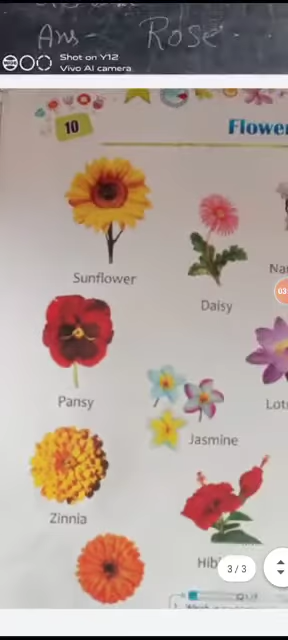 Ans - Rose.
Shot on Y12
Vivo AI camera
10
Flower
Sunflower
Daisy
Pansy
Jasmine
Zinnia
3/3